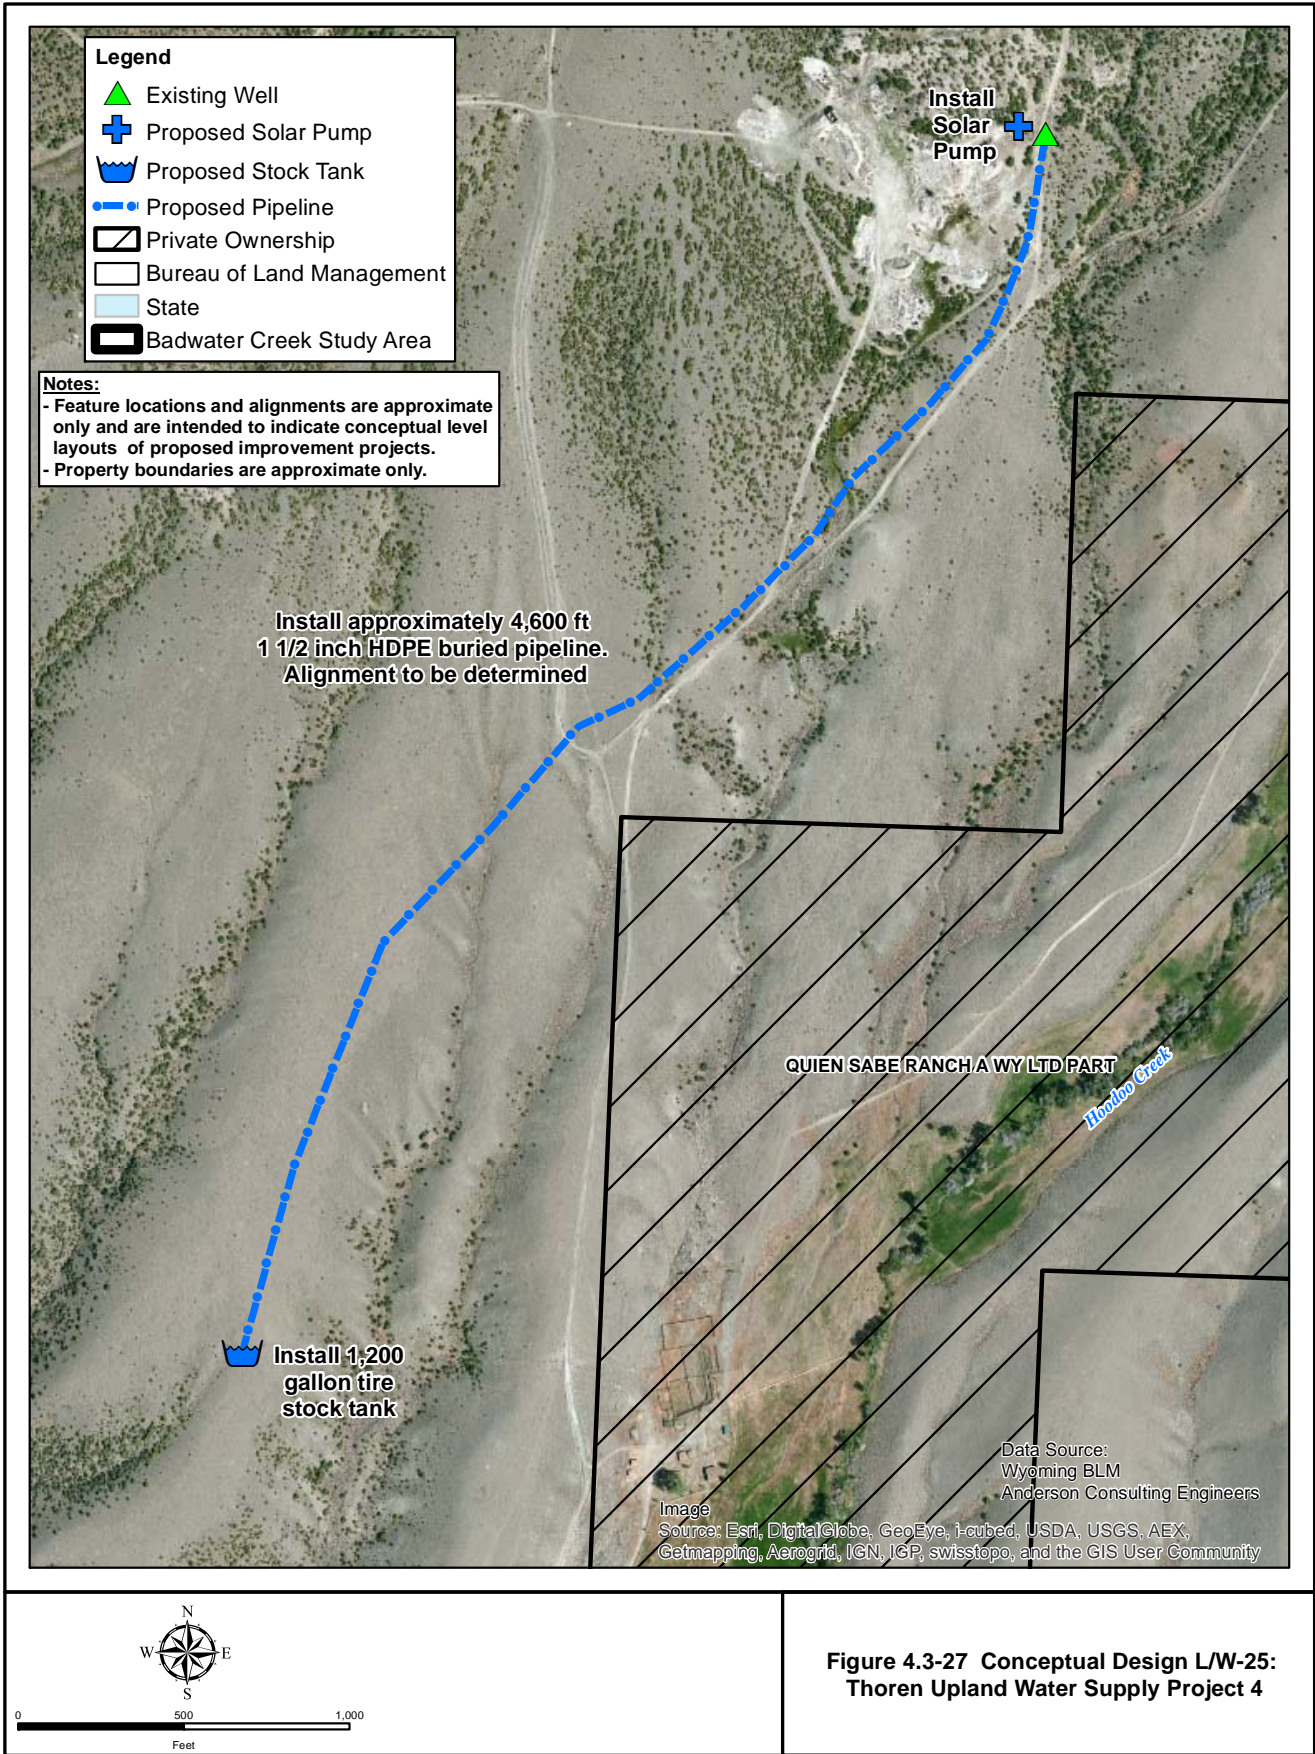 Legend
Existing Well
Proposed Solar Pump
Proposed Stock Tank
Proposed Pipeline
Private Ownership
Bureau of Land Management
State
Badwater Creek Study Area
Notes:
- Feature locations and alignments are approximate
only and are intended to indicate conceptual level
layouts of proposed improvement projects.
- Property boundaries are approximate only.
Install
Solar
Pump
Install approximately 4,600 ft
1 1/2 inch HDPE buried pipeline.
Alignment to be determined
QUIEN SABE RANCH A WY LTD PART
Hoodoo Creek
Install 1,200
gallon tire
stock tank
Data Source:
Wyoming BLM
Anderson Consulting Engineers
Image
Source: Esri, DigitalGlobe, GeoEye, i-cubed, USDA, USGS, AEX,
Getmapping, Aerogrid, IGN, IGP, swisstopo, and the GIS User Community
N
W E
S
0 500 1,000
Feet
Figure 4.3-27 Conceptual Design L/W-25:
Thoren Upland Water Supply Project 4